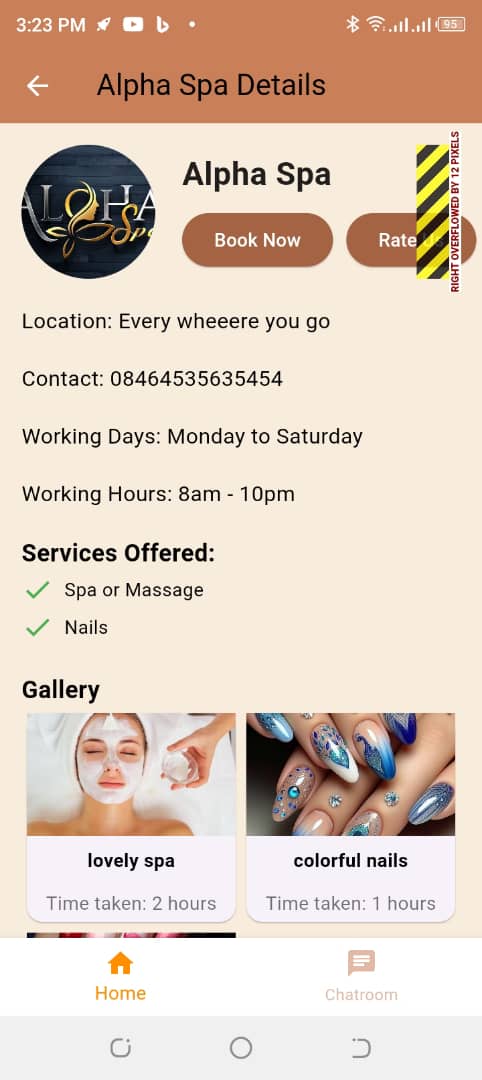 3:23 PM
95
Alpha Spa Details
ALOHA
Spa
Alpha Spa
Book Now
Rate Us
RIGHT OVERFLOWED BY 12 PIXELS
Location: Every wheeere you go
Contact: 08464535635454
Working Days: Monday to Saturday
Working Hours: 8am - 10pm
Services Offered:
Spa or Massage
Nails
Gallery
lovely spa
colorful nails
Time taken: 2 hours
Time taken: 1 hours
Home
Chatroom